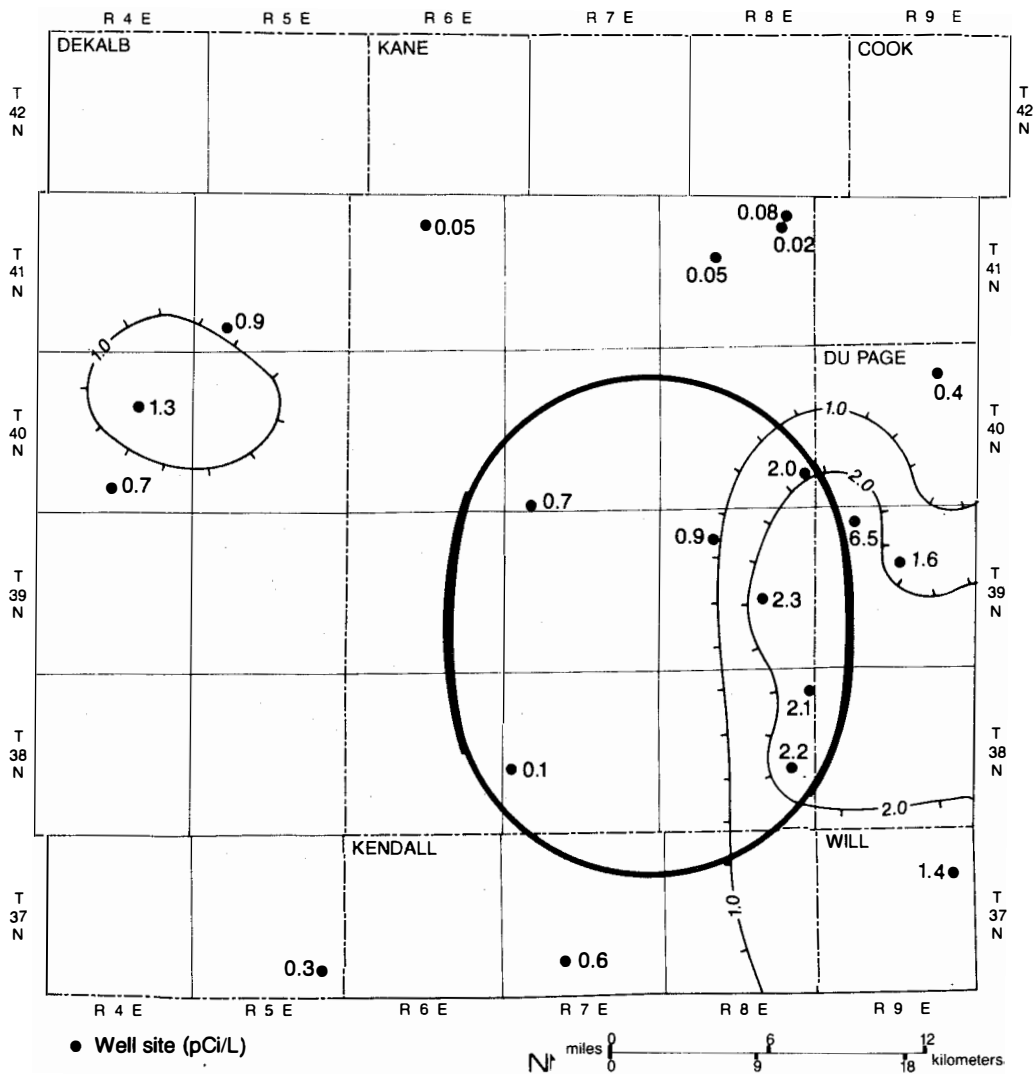 R 4 E R 5 E R 6 E R 7 E R 8 E R 9 E
DEKALB KANE COOK
T
42
N
T
42
N
0.08
0.05
0.02
0.05
T
41
N
T
41
N
0.9
1.0
DU PAGE
0.4
1.3
1.0
T
40
N
T
40
N
2.0
2.0
0.7
0.7
6.5
0.9
1.6
T
39
N
T
39
N
2.3
2.1
2.2
T
38
N
T
38
N
0.1
2.0
KENDALL WILL
1.4
T
37
N
T
37
N
1.0
0.3
0.6
R 4 E R 5 E R 6 E R 7 E R 8 E R 9 E
Well site (pCi/L)
N
miles 0 6 12
0 9 18 kilometers